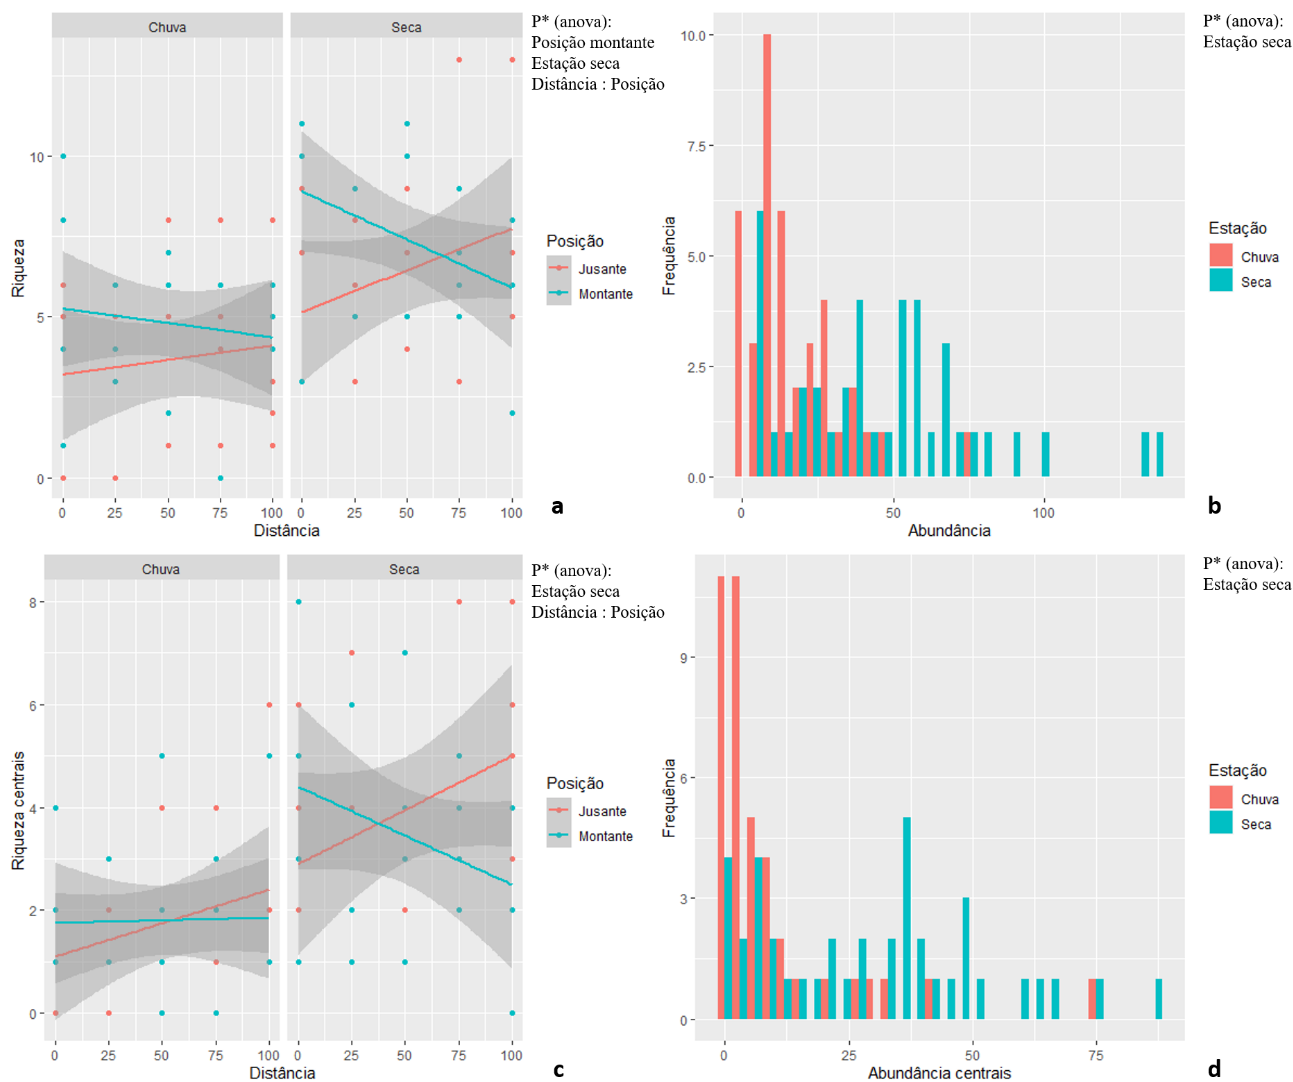 Chuva
Seca
Riqueza
10
5
0
0
25
50
75
100
0
25
50
75
100
Distância
P* (anova):
Posição montante
Estação seca
Distância : Posição
Posição
Jusante
Montante
a
Frequência
10.0
7.5
5.0
2.5
0.0
0
50
100
Abundância
P* (anova):
Estação seca
Estação
Chuva
Seca
b
Chuva
Seca
Riqueza centrais
8
6
4
2
0
0
25
50
75
100
0
25
50
75
100
Distância
P* (anova):
Estação seca
Distância : Posição
Posição
Jusante
Montante
c
Frequência
9
6
3
0
0
25
50
75
Abundância centrais
P* (anova):
Estação seca
Estação
Chuva
Seca
d